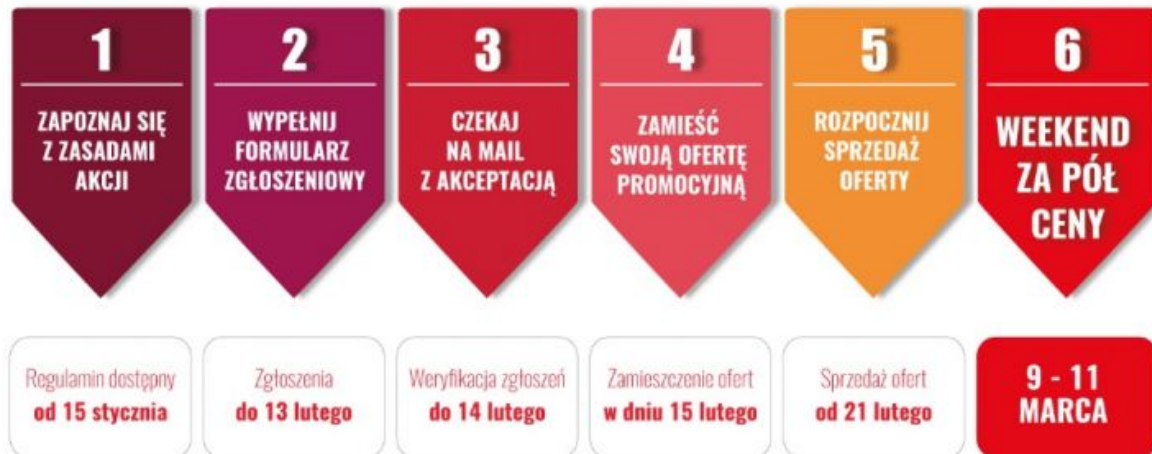 1
ZAPOZNAJ SIĘ
Z ZASADAMI
AKCJI
Regulamin dostępny
od 15 stycznia
2
WYPEŁNIJ
FORMULARZ
ZGŁOSZENIOWY
Zgłoszenia
do 13 lutego
3
CZEKAJ
NA MAIL
Z AKCEPTACJĄ
Weryfikacja zgłoszeń
do 14 lutego
4
ZAMIEŚĆ
SWOJĄ OFERTĘ
PROMOCYJNĄ
Zamieszczenie ofert
w dniu 15 lutego
5
ROZPOCZNIJ
SPRZEDAŻ
OFERTY
Sprzedaż ofert
od 21 lutego
6
WEEKEND
ZA PÓŁ
CENY
9 - 11
MARCA